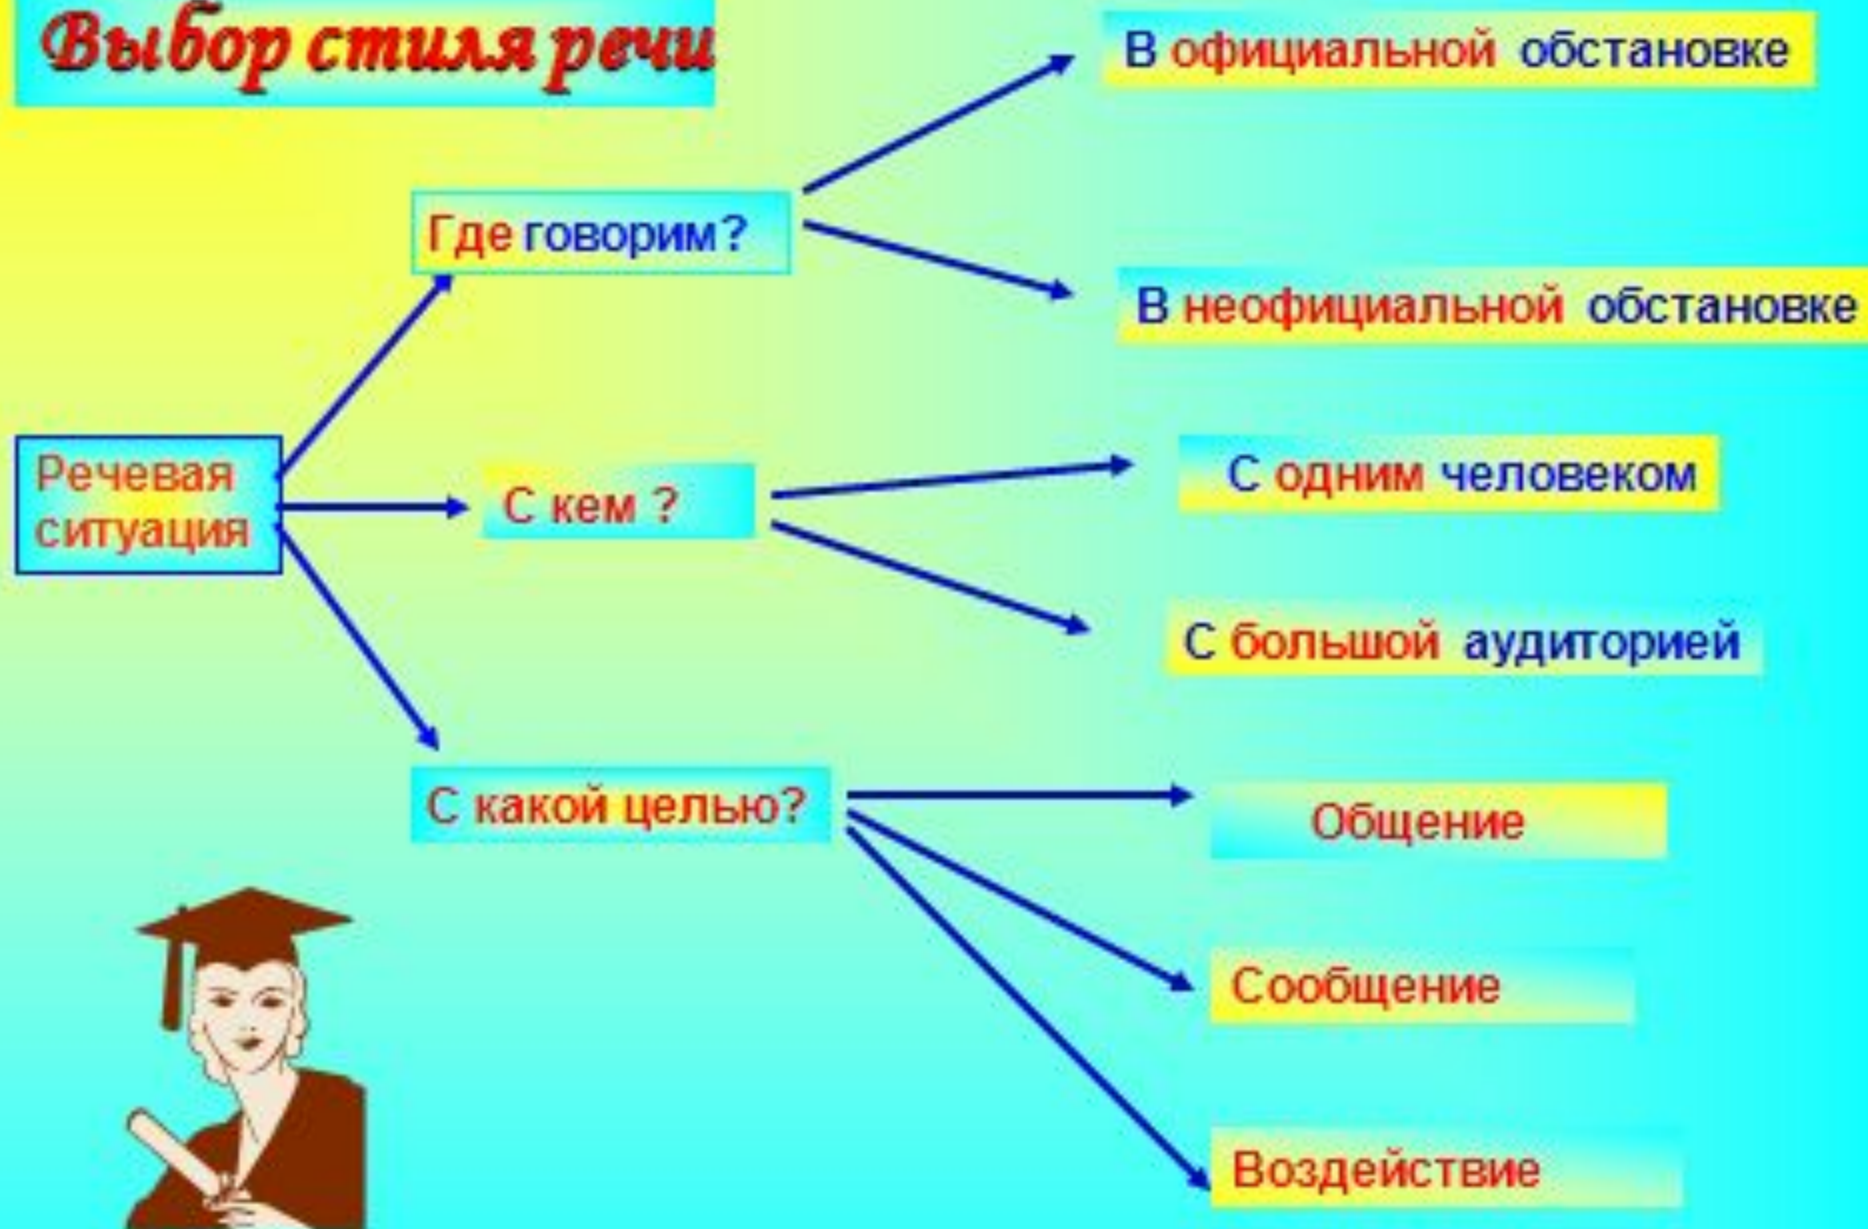 Выбор стиля речи
В официальной обстановке
Где говорим?
В неофициальной обстановке
Речевая
ситуация
С кем ?
С одним человеком
С большой аудиторией
С какой целью?
Общение
Сообщение
Воздействие